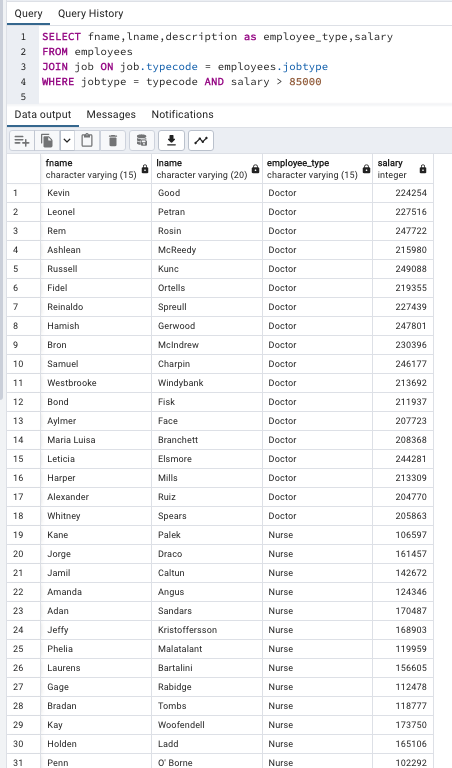 Query Query History
1 SELECT fname,lname,description as employee_type,salary
2 FROM employees
3 JOIN job ON job.typecode = employees.jobtype
4 WHERE jobtype = typecode AND salary > 85000
5
Data output Messages Notifications
fname lname employee_type salary
character varying (15) character varying (20) character varying (15) integer
1 Kevin Good Doctor 224254
2 Leonel Petran Doctor 227516
3 Rem Rosin Doctor 247722
4 Ashlean McReedy Doctor 215980
5 Russell Kunc Doctor 249088
6 Fidel Ortells Doctor 219355
7 Reinaldo Spreull Doctor 227439
8 Hamish Gerwood Doctor 247801
9 Bron McIndrew Doctor 230396
10 Samuel Charpin Doctor 246177
11 Westbrooke Windybank Doctor 213692
12 Bond Fisk Doctor 211937
13 Aylmer Face Doctor 207723
14 Maria Luisa Branchett Doctor 208368
15 Leticia Elsmore Doctor 244281
16 Harper Mills Doctor 213309
17 Alexander Ruiz Doctor 204770
18 Whitney Spears Doctor 205863
19 Kane Palek Nurse 106597
20 Jorge Draco Nurse 161457
21 Jamil Caltun Nurse 142672
22 Amanda Angus Nurse 124346
23 Adan Sandars Nurse 170487
24 Jeffy Kristoffersson Nurse 168903
25 Phelia Malatalant Nurse 119959
26 Laurens Bartalini Nurse 156605
27 Gage Rabidge Nurse 112478
28 Bradan Tombs Nurse 118777
29 Kay Woofendell Nurse 173750
30 Holden Ladd Nurse 165106
31 Penn O' Borne Nurse 102292